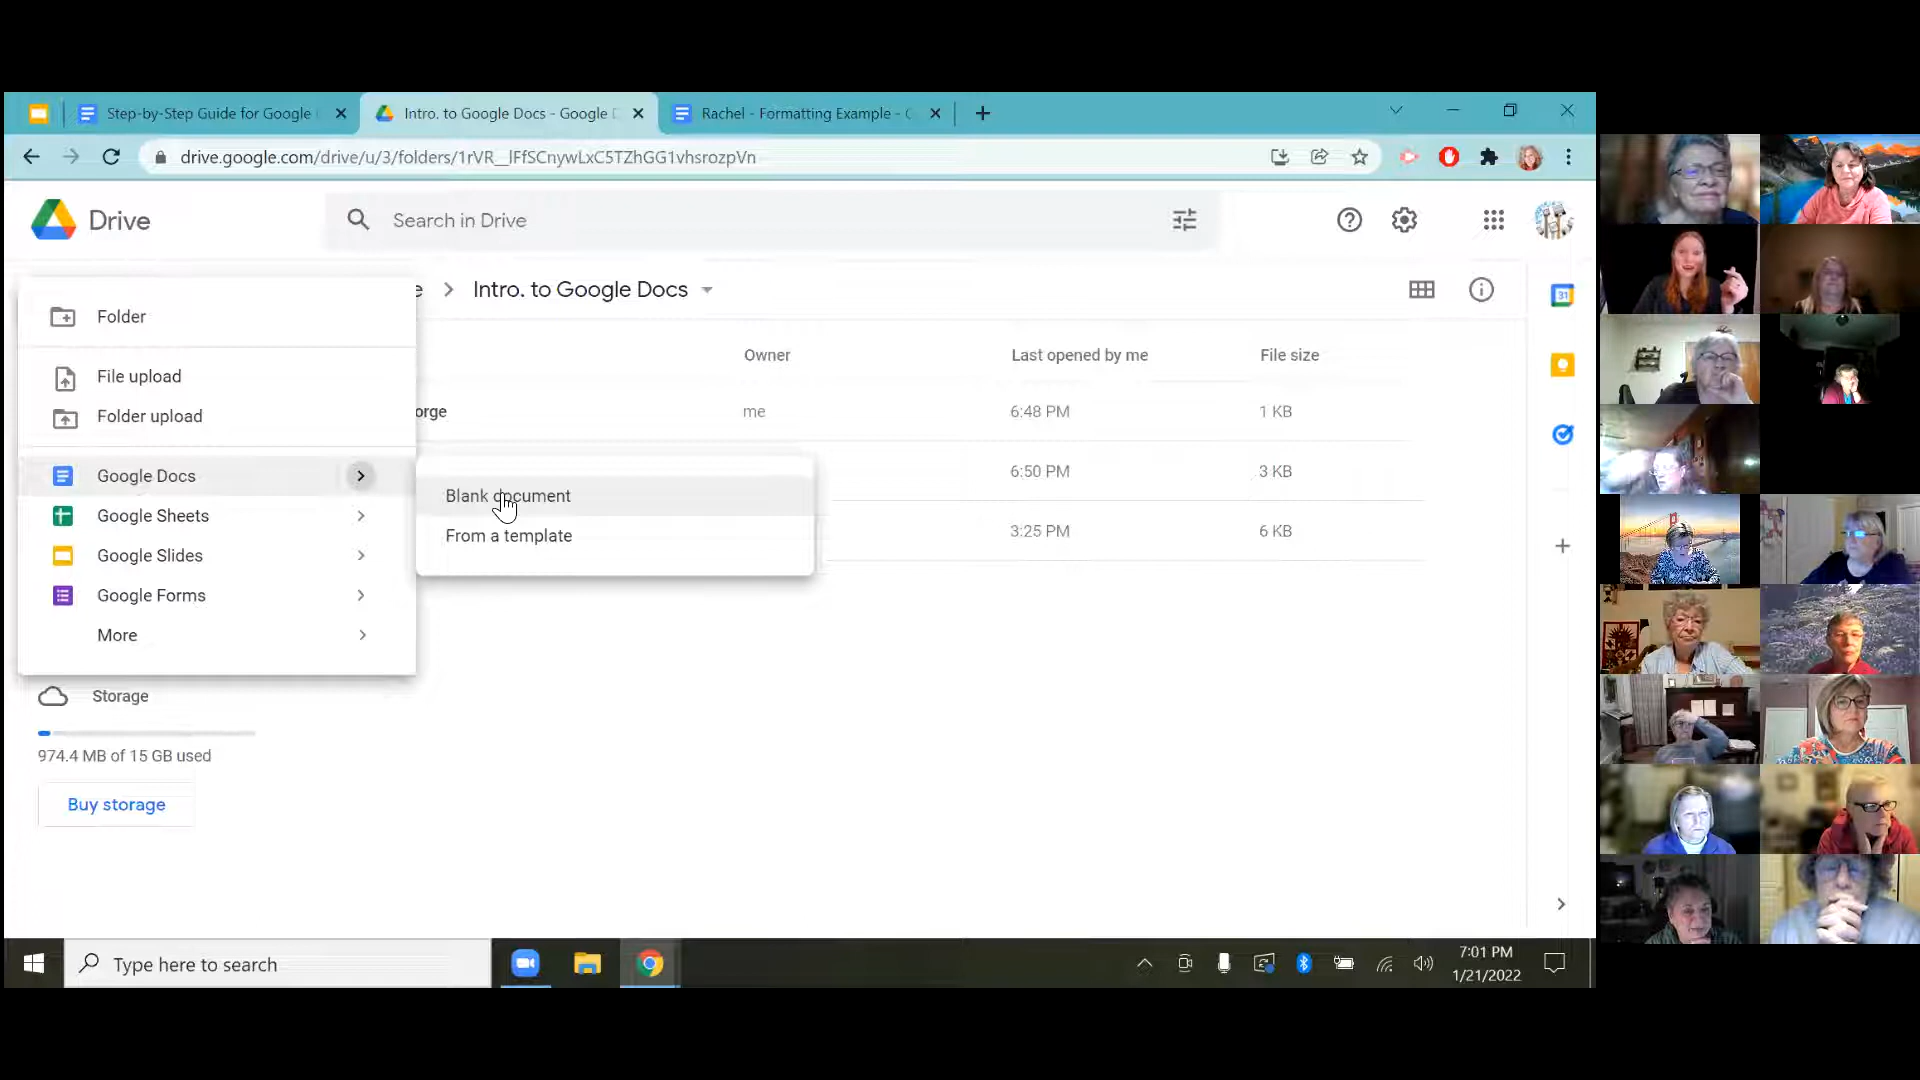 Step-by-Step Guide for Google
Intro. to Google Docs - Google D
Rachel - Formatting Example - G
drive.google.com/drive/u/3/folders/1rVR__lFfSCnywLxC5TZhGG1vhsrozpVn
Drive
Search in Drive
e
Intro. to Google Docs
31
Folder
Owner
Last opened by me
File size
File upload
orge
me
6:48 PM
1 KB
Folder upload
Google Docs
6:50 PM
3 KB
Blank document
Google Sheets
From a template
3:25 PM
6 KB
Google Slides
Google Forms
More
Storage
974.4 MB of 15 GB used
Buy storage
Type here to search
7:01 PM
1/21/2022